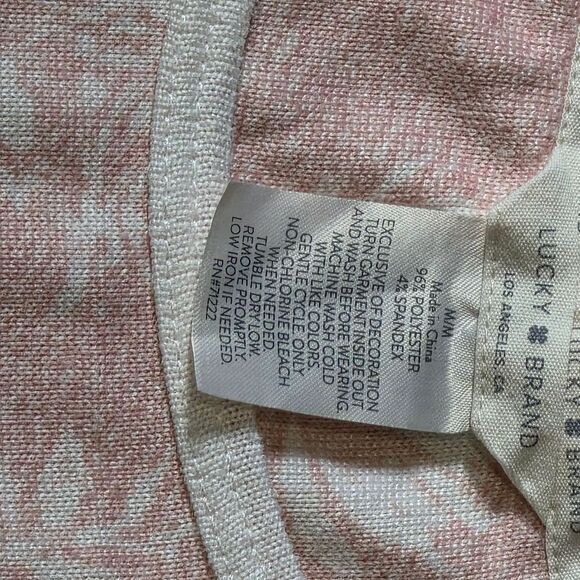 M/M
Made in China
96% POLYESTER
4% SPANDEX
EXCLUSIVE OF DECORATION
TURN GARMENT INSIDE OUT
AND WASH BEFORE WEARING.
MACHINE WASH COLD
WITH LIKE COLORS.
GENTLE CYCLE, ONLY
NON-CHLORINE BLEACH
WHEN NEEDED.
TUMBLE DRY LOW.
REMOVE PROMPTLY.
LOW IRON IF NEEDED.
RN#71222
LUCKY BRAND
LOS ANGELES, CA
LUCKY BRAND